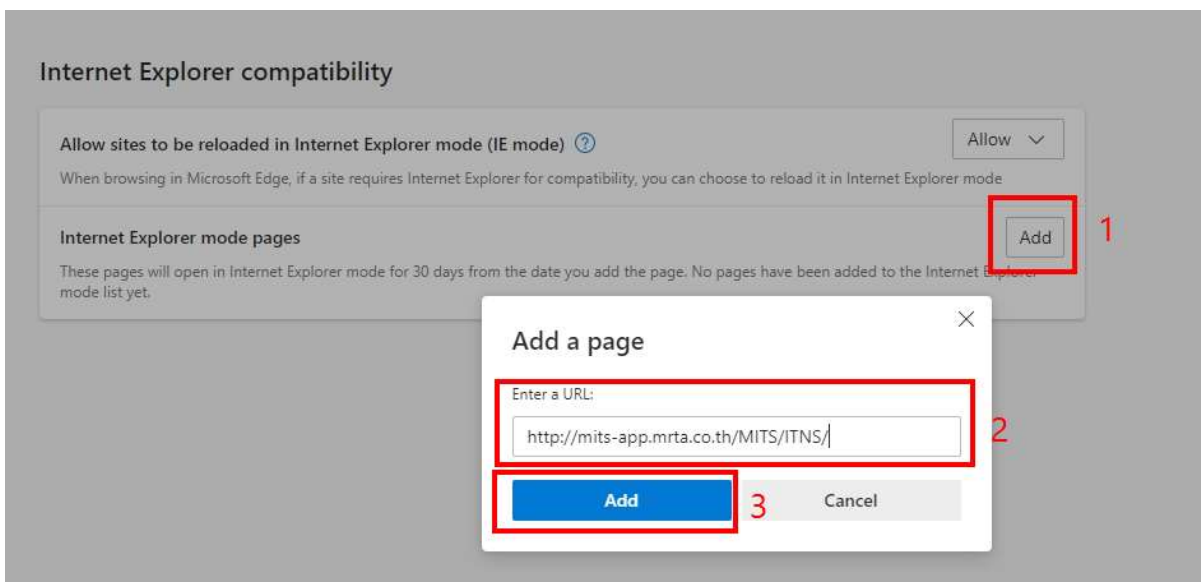 Internet Explorer compatibility
Allow sites to be reloaded in Internet Explorer mode (IE mode) ?
Allow
When browsing in Microsoft Edge, if a site requires Internet Explorer for compatibility, you can choose to reload it in Internet Explorer mode
Internet Explorer mode pages
Add
1
These pages will open in Internet Explorer mode for 30 days from the date you add the page. No pages have been added to the Internet Explorer
mode list yet.
Add a page
Enter a URL:
http://mits-app.mrta.co.th/MITS/ITNS/
2
Add
3
Cancel